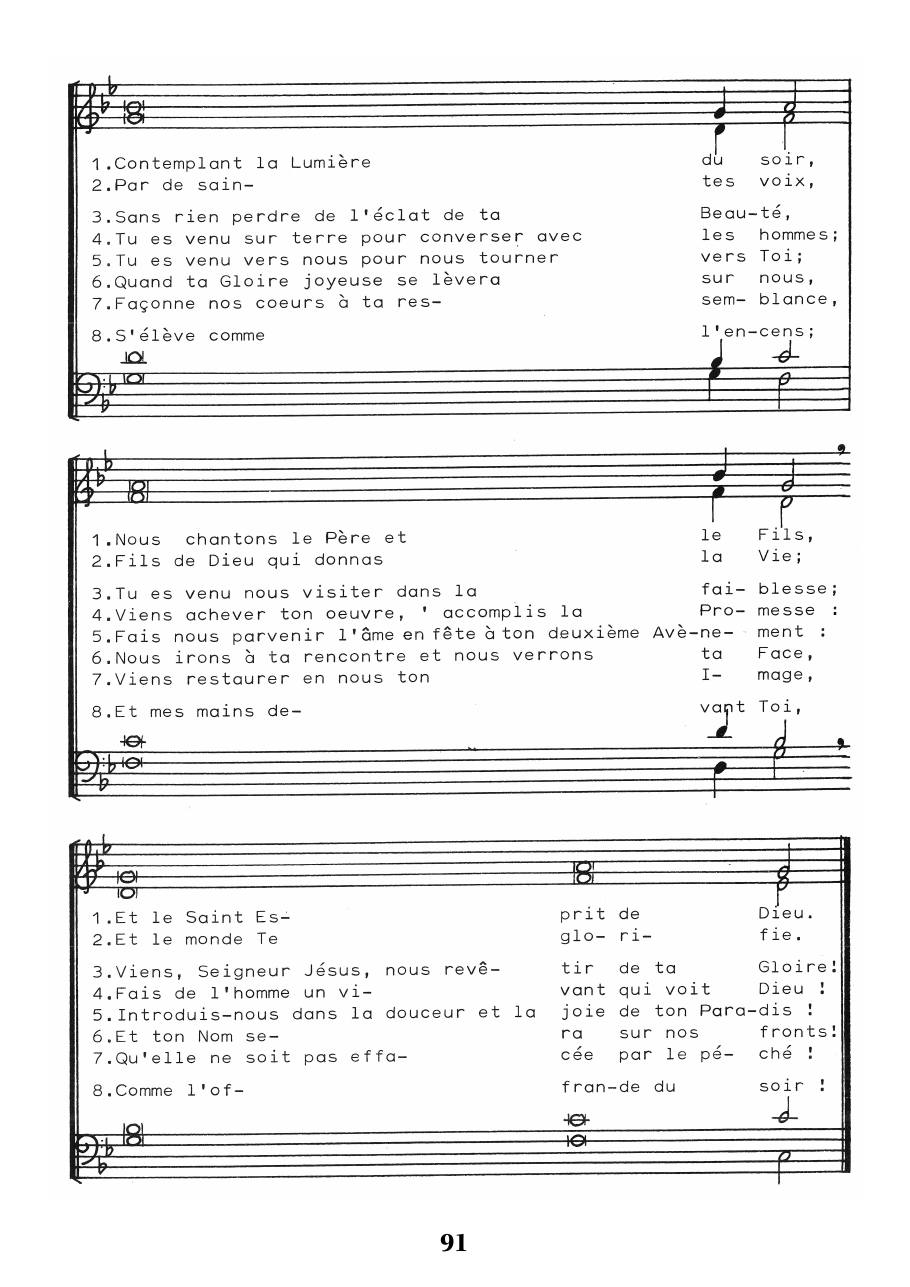 1.Contemplant la Lumière du soir,
2.Par de sain- tes voix,
3.Sans rien perdre de l'éclat de ta Beau-té,
4.Tu es venu sur terre pour converser avec les hommes;
5.Tu es venu vers nous pour nous tourner vers Toi;
6.Quand ta Gloire joyeuse se lèvera sur nous,
7.Façonne nos coeurs à ta res- sem- blance,
8.S'élève comme l'en-cens;
1.Nous chantons le Père et le Fils,
2.Fils de Dieu qui donnas la Vie;
3.Tu es venu nous visiter dans la fai- blesse;
4.Viens achever ton oeuvre, ' accomplis la Pro- messe :
5.Fais nous parvenir l'âme en fête à ton deuxième Avè-ne- ment :
6.Nous irons à ta rencontre et nous verrons ta Face,
7.Viens restaurer en nous ton I- mage,
8.Et mes mains de- vant Toi,
1.Et le Saint Es- prit de Dieu.
2.Et le monde Te glo- ri- fie.
3.Viens, Seigneur Jésus, nous revê- tir de ta Gloire!
4.Fais de l'homme un vi- vant qui voit Dieu !
5.Introduis-nous dans la douceur et la joie de ton Para-dis !
6.Et ton Nom se- ra sur nos fronts!
7.Qu'elle ne soit pas effa- cée par le pé- ché !
8.Comme l'of- fran-de du soir !
91